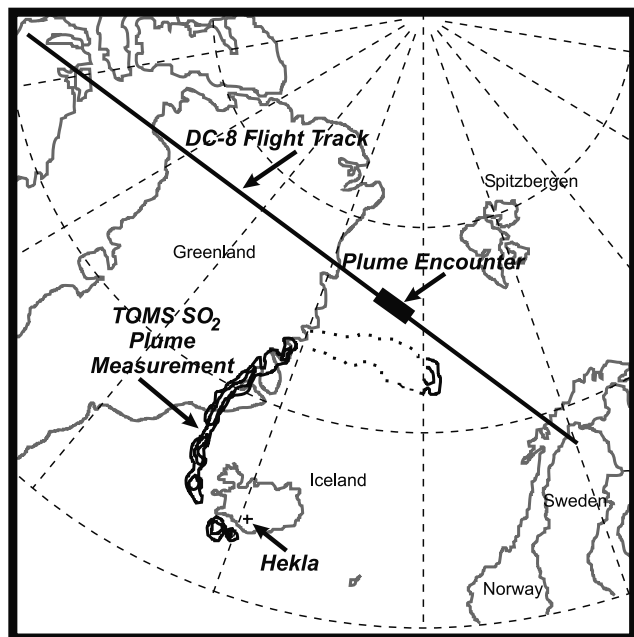 DC-8 Flight Track
Spitzbergen
Greenland
Plume Encounter
TOMS SO₂
Plume
Measurement
Iceland
Sweden
Hekla
Norway